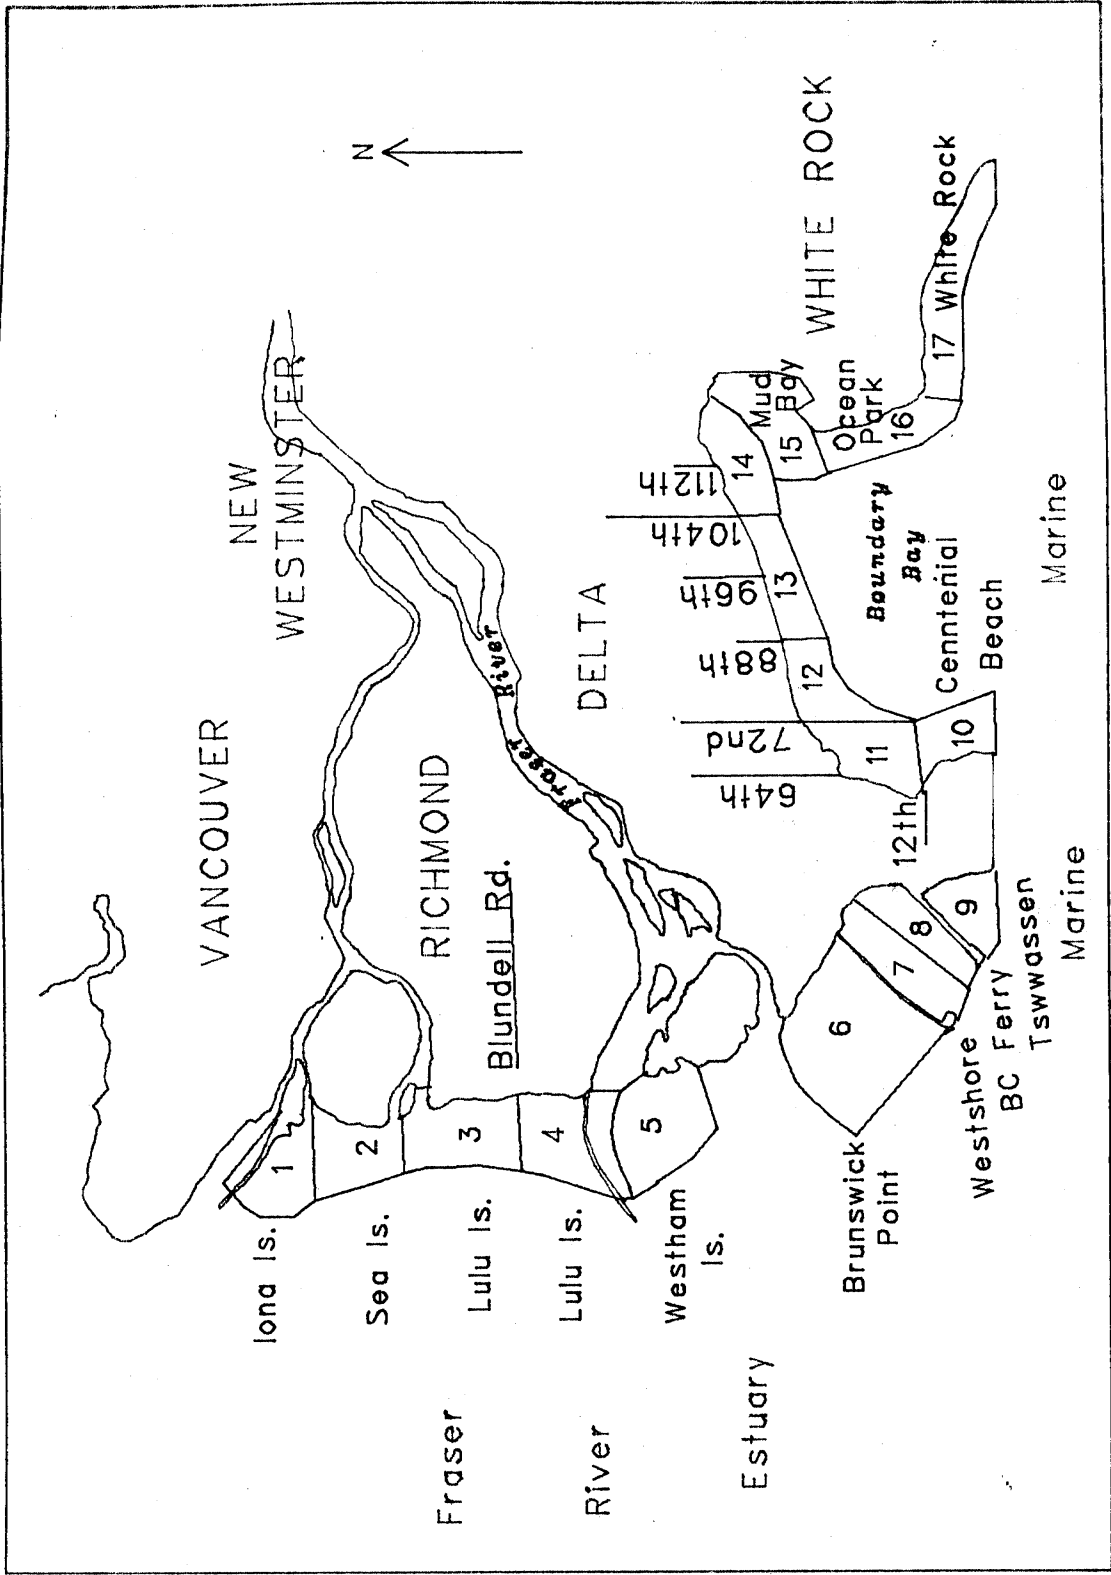 N
VANCOUVER
NEW
WESTMINSTER
RICHMOND
Blundell Rd.
Fraser River
DELTA
WHITE ROCK
Iona Is.
1
Sea Is.
2
Lulu Is.
3
Lulu Is.
4
Westham
Is.
5
Fraser
River
Estuary
Brunswick
Point
6
7
8
9
Westshore
BC Ferry
Tswwassen
Marine
64th
72nd
88th
96th
104th
112th
12th
10
11
12
13
14
15
16
17 White Rock
Mud
Bay
Ocean
Park
Boundary
Bay
Cenntenial
Beach
Marine